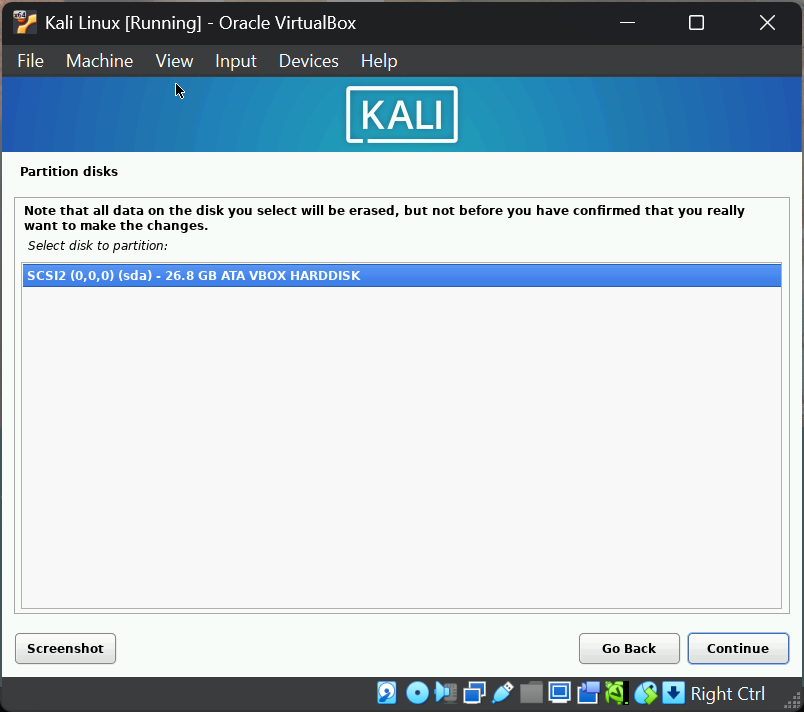 Kali Linux [Running] - Oracle VirtualBox
File Machine View Input Devices Help
KALI
Partition disks
Note that all data on the disk you select will be erased, but not before you have confirmed that you really
want to make the changes.
Select disk to partition:
SCSI2 (0,0,0) (sda) - 26.8 GB ATA VBOX HARDDISK
Screenshot Go Back Continue
Right Ctrl